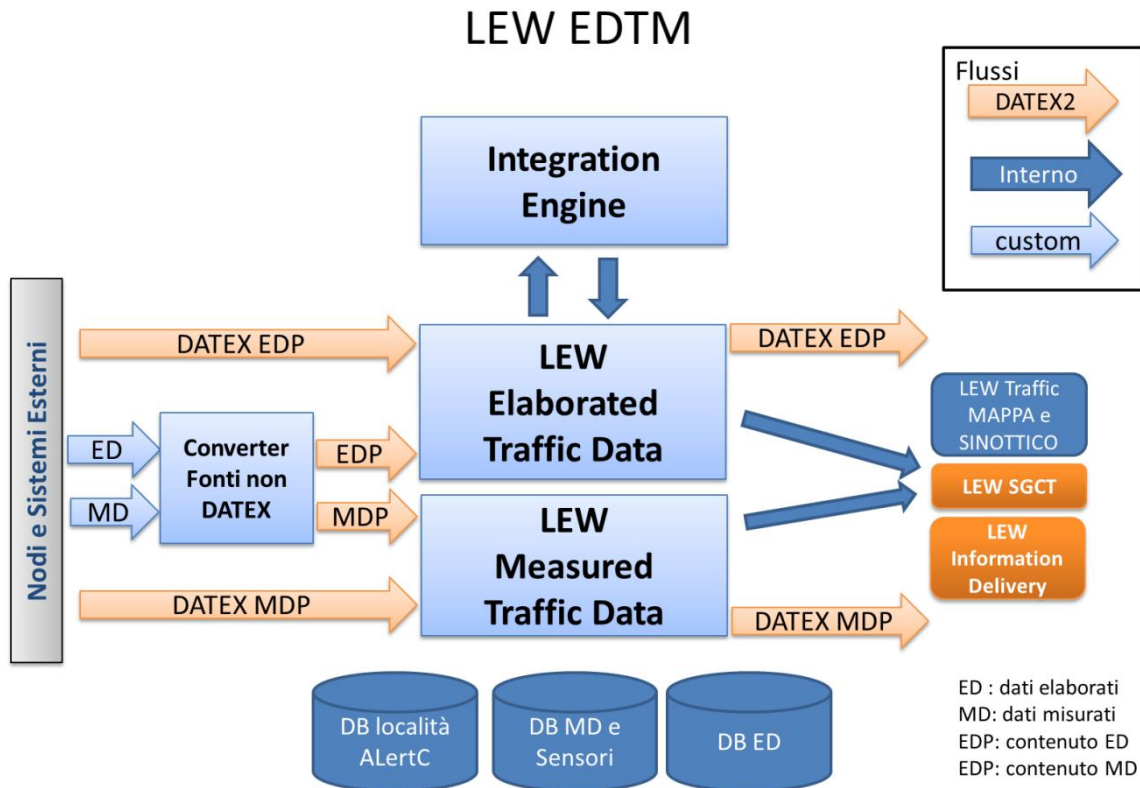 LEW EDTM
Flussi
DATEX2
Interno
custom
Integration
Engine
Nodi e Sistemi Esterni
DATEX EDP
ED
MD
Converter
Fonti non
DATEX
EDP
MDP
DATEX MDP
LEW
Elaborated
Traffic Data
LEW
Measured
Traffic Data
DATEX EDP
DATEX MDP
LEW Traffic
MAPPA e
SINOTTICO
LEW SGCT
LEW
Information
Delivery
DB località
ALertC
DB MD e
Sensori
DB ED
ED : dati elaborati
MD: dati misurati
EDP: contenuto ED
EDP: contenuto MD